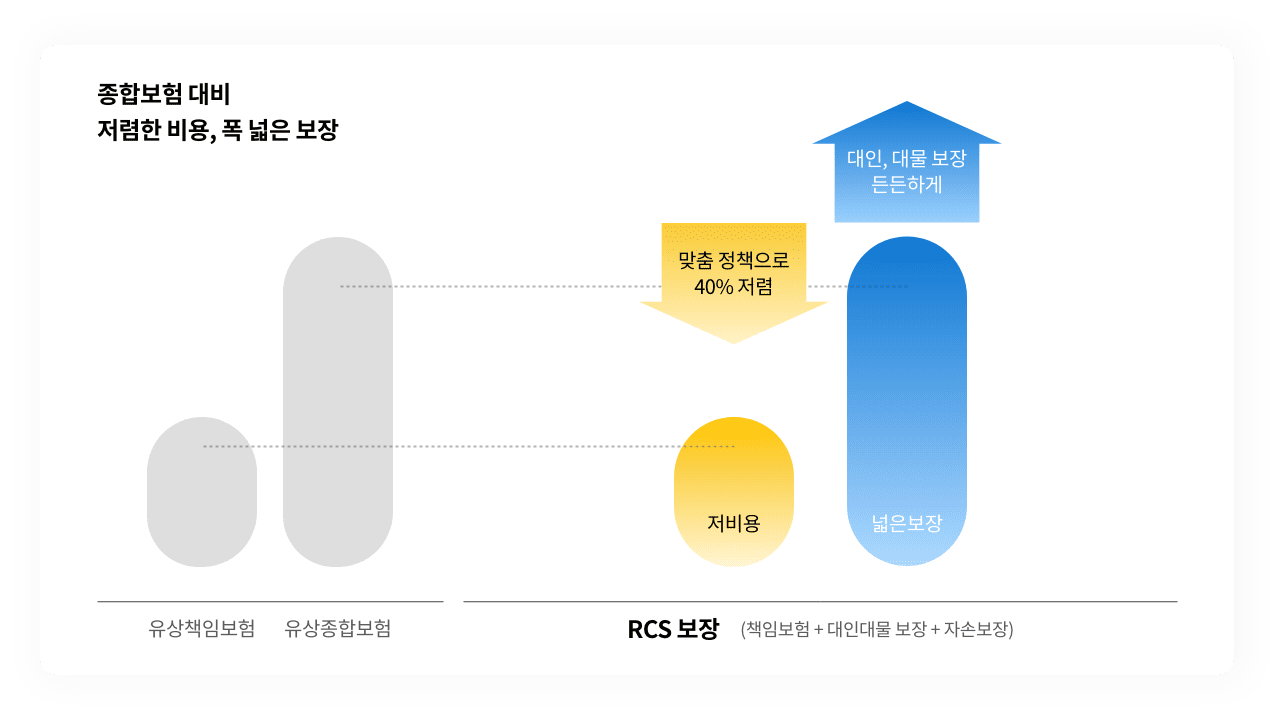 종합보험 대비
저렴한 비용, 폭 넓은 보장
대인, 대물 보장
든든하게
맞춤 정책으로
40% 저렴
저비용
넓은보장
유상책임보험
유상종합보험
RCS 보장 (책임보험 + 대인대물 보장 + 자손보장)